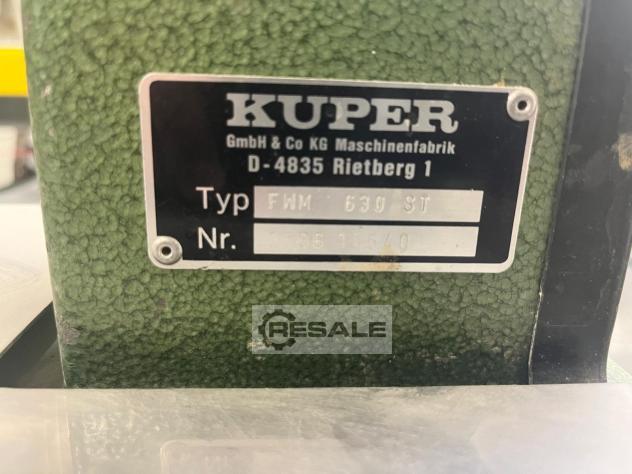 KUPER
GmbH & Co KG Maschinenfabrik
D-4835 Rietberg 1
Typ FWM 630 ST
Nr.
RESALE